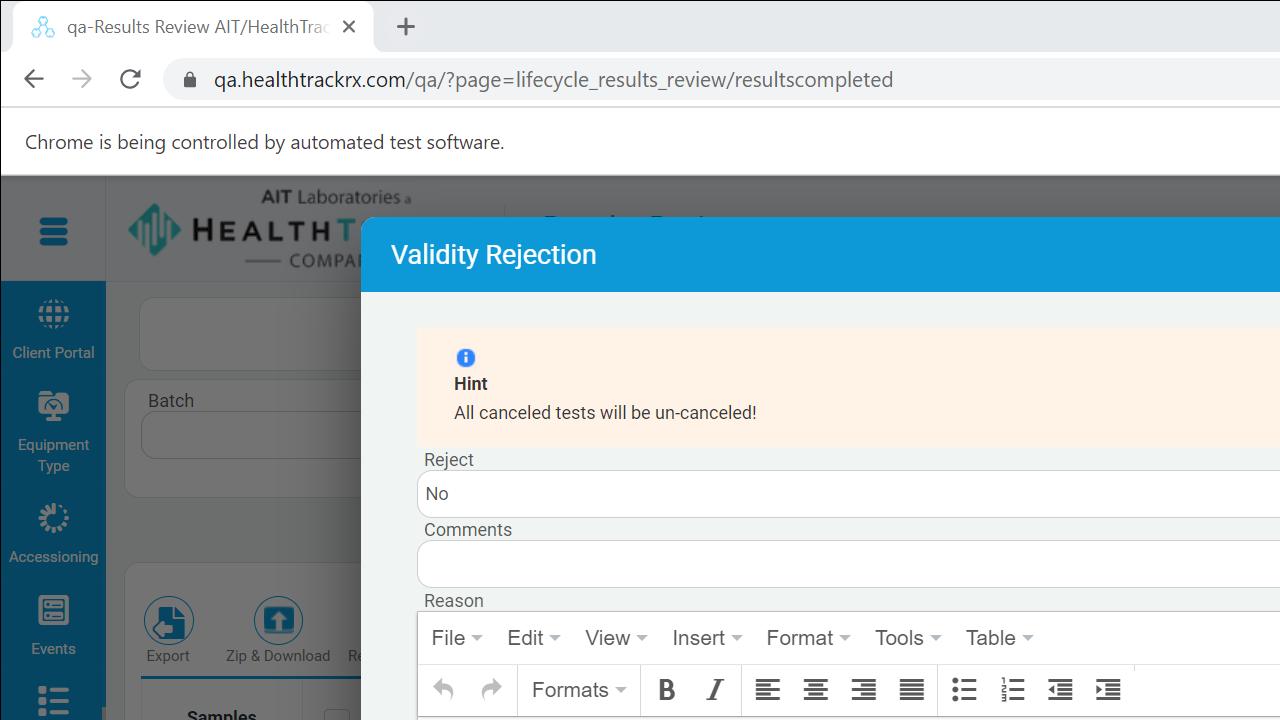 qa-Results Review AIT/HealthTrac
qa.healthtrackrx.com/qa/?page=lifecycle_results_review/resultscompleted
Chrome is being controlled by automated test software.
AIT Laboratories a
HEALTHT
COMPA
Validity Rejection
Client Portal
Hint
All canceled tests will be un-canceled!
Batch
Equipment
Type
Reject
No
Comments
Accessioning
Reason
File Edit View Insert Format Tools Table
Events
Export Zip & Download Re
Formats B I
Samples